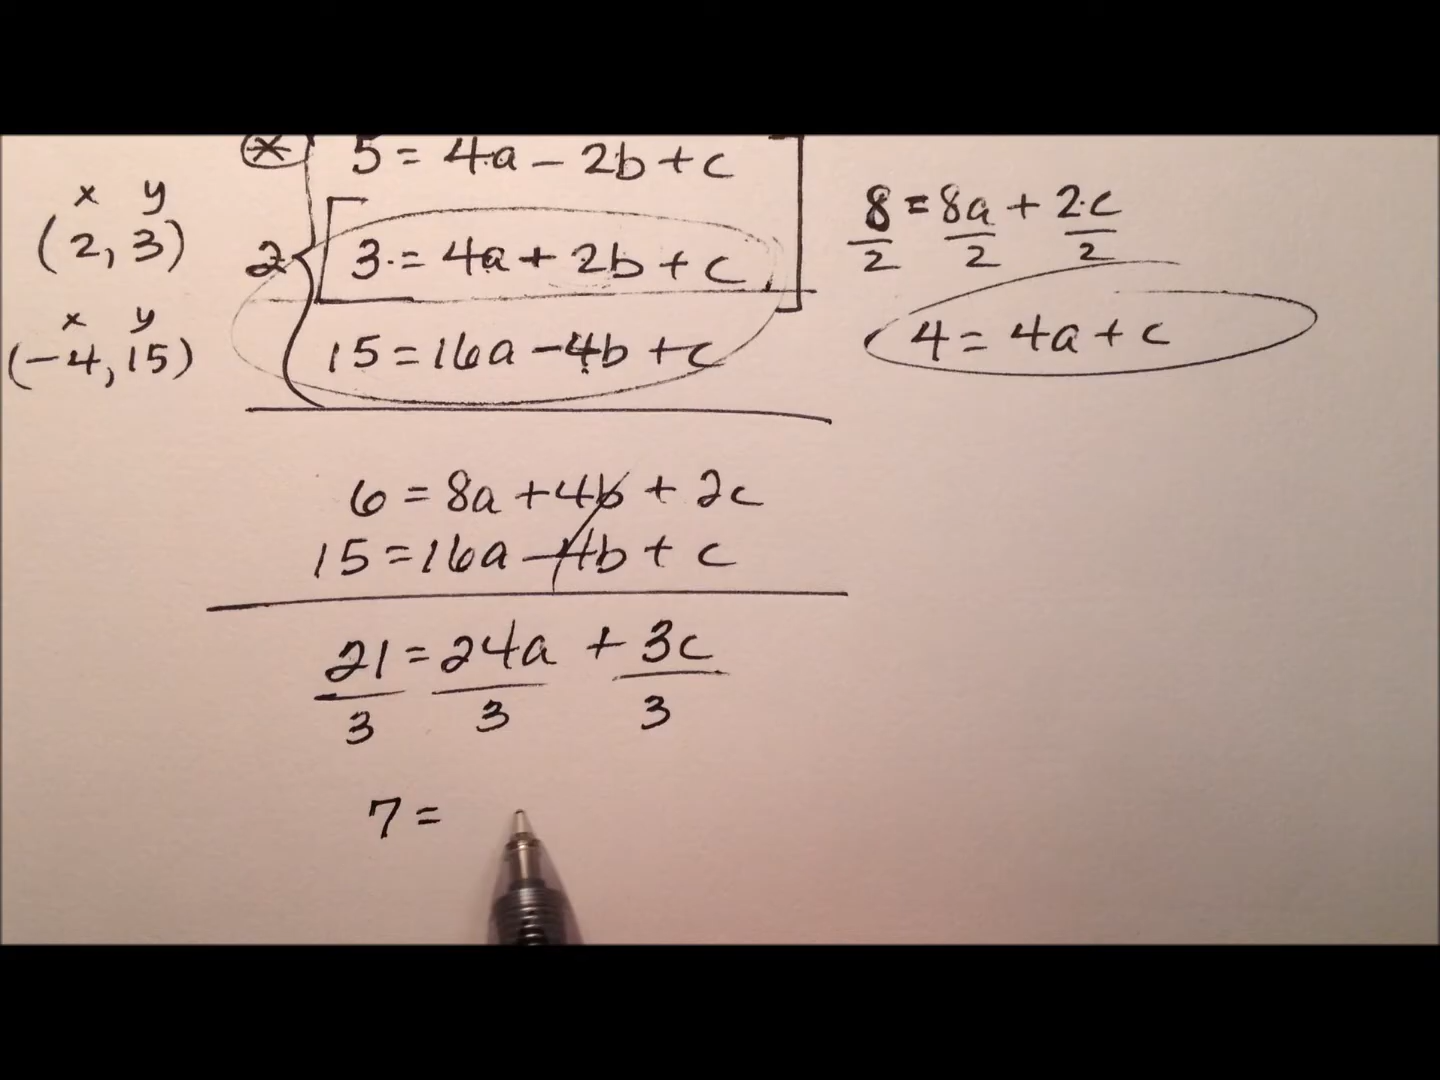 * 5 = 4a - 2b + c
x y
(2, 3)
2 3 = 4a + 2b + c
x y
(-4, 15)
15 = 16a - 4b + c
6 = 8a + 4b + 2c
15 = 16a - 4b + c
21 = 24a + 3c
3 3 3
7 =
8 = 8a + 2c
2 2 2
4 = 4a + c